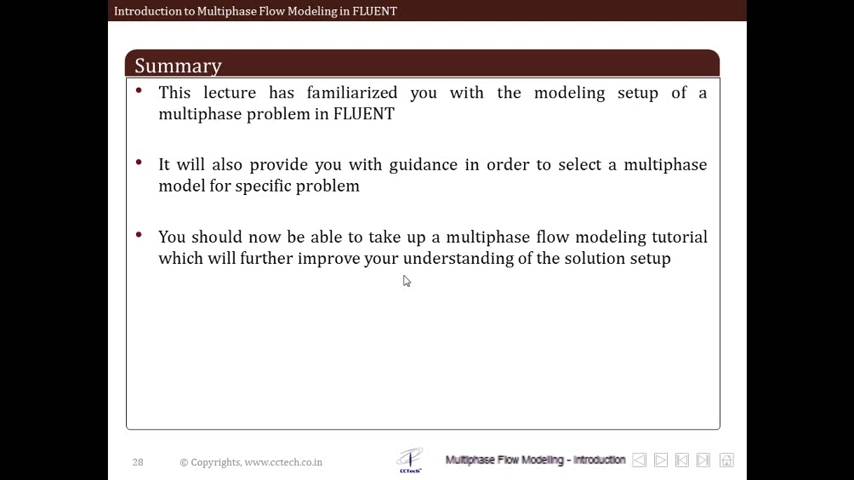 Introduction to Multiphase Flow Modeling in FLUENT
Summary
• This lecture has familiarized you with the modeling setup of a
multiphase problem in FLUENT
• It will also provide you with guidance in order to select a multiphase
model for specific problem
• You should now be able to take up a multiphase flow modeling tutorial
which will further improve your understanding of the solution setup
28 © Copyrights, www.cctech.co.in CCTech Multiphase Flow Modeling - Introduction